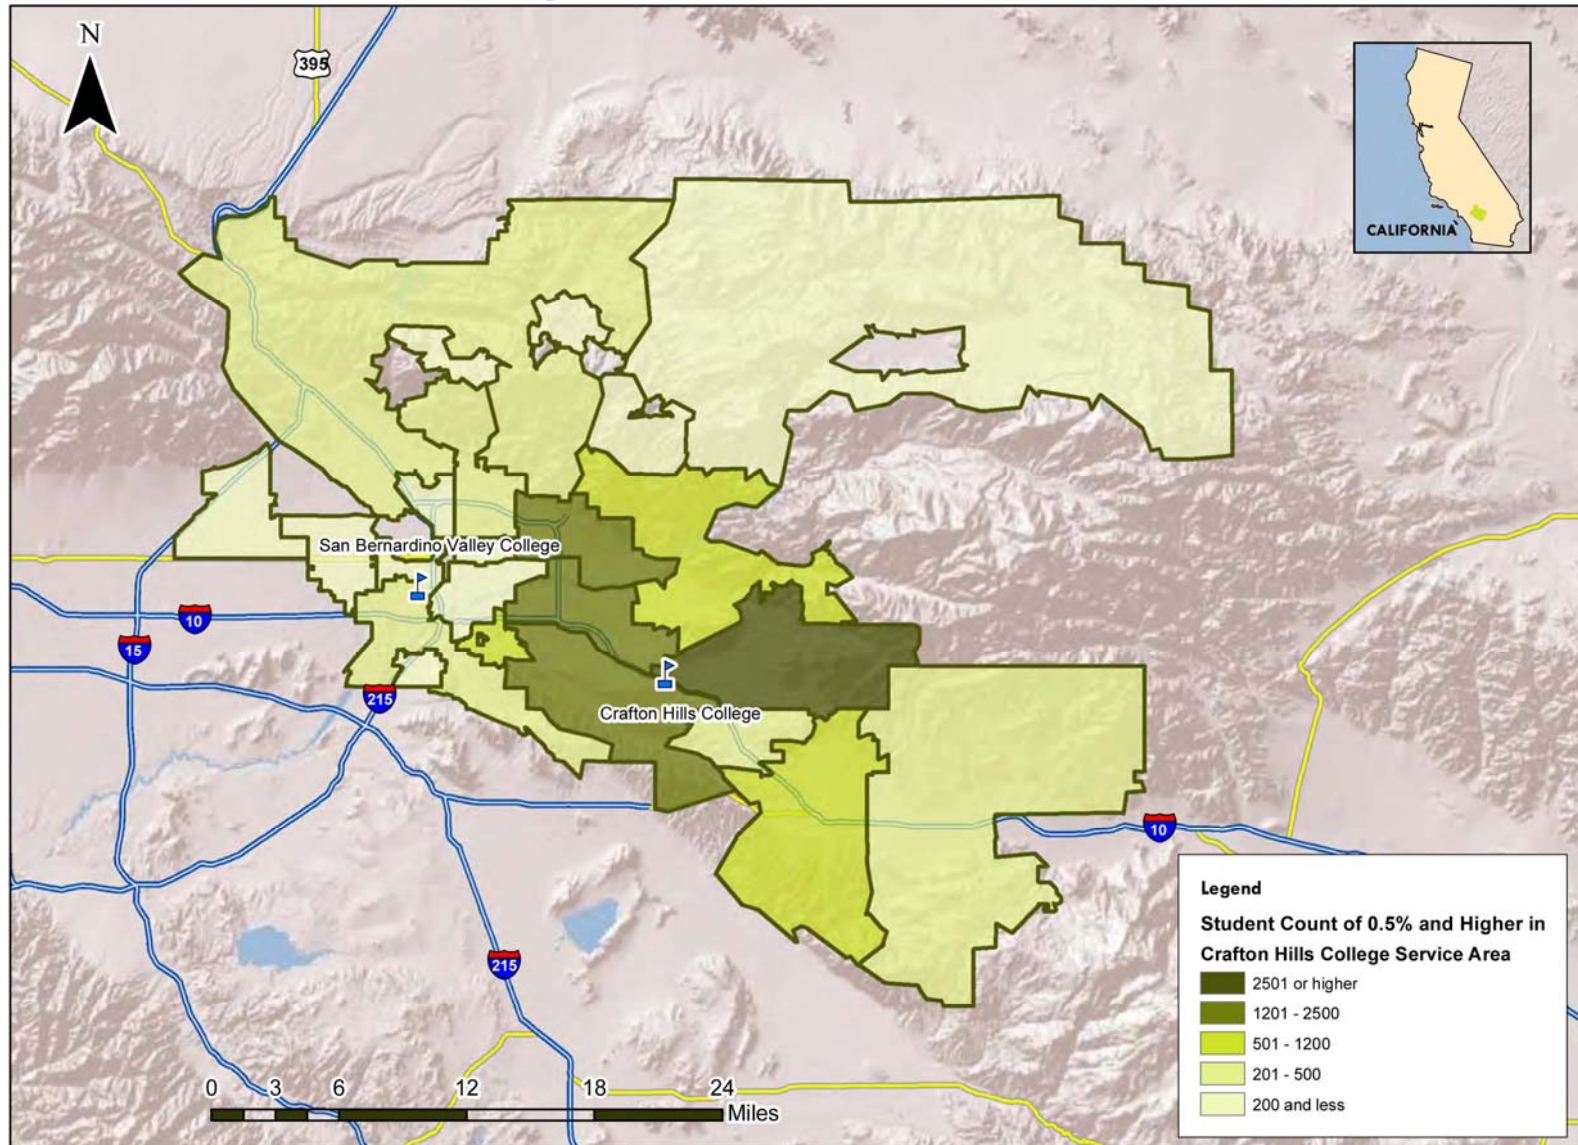 N
395
CALIFORNIA
San Bernardino Valley College
10
15
215
Crafton Hills College
10
215
0 3 6 12 18 24
Miles
Legend
Student Count of 0.5% and Higher in
Crafton Hills College Service Area
2501 or higher
1201 - 2500
501 - 1200
201 - 500
200 and less